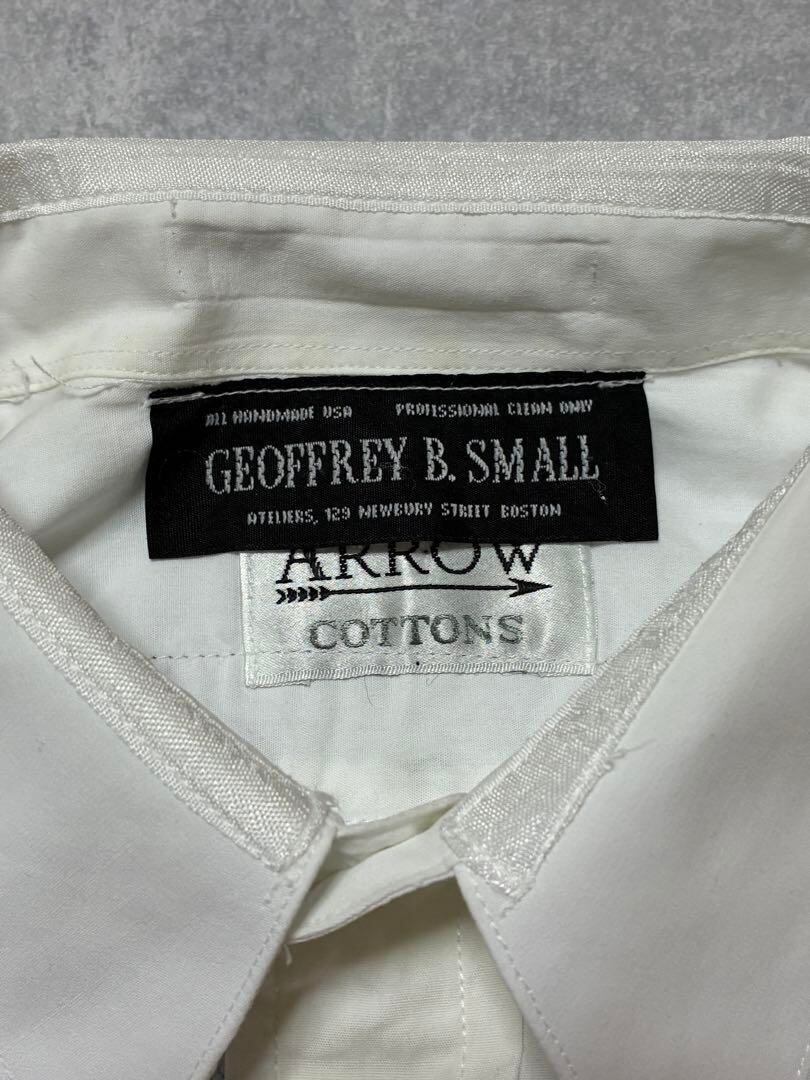 ALL HANDMADE USA PROFESSIONAL CLEAN ONLY
GEOFFREY B. SMALL
ATELIERS, 129 NEWBURY STREET BOSTON
ARROW
COTTONS